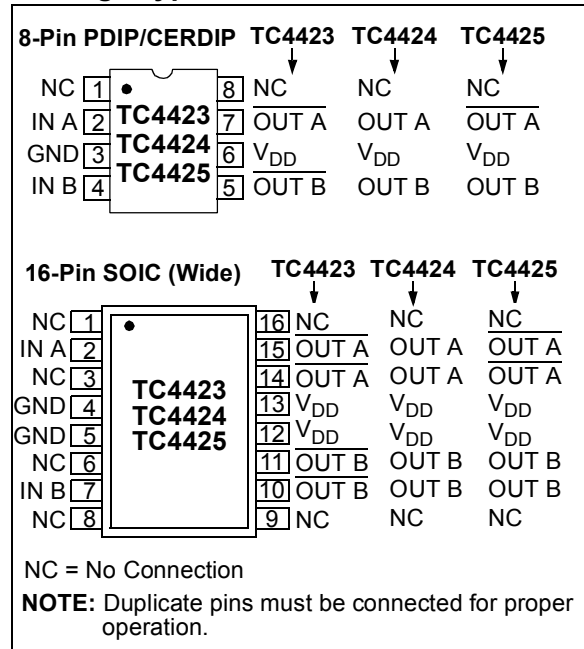 8-Pin PDIP/CERDIP TC4423 TC4424 TC4425
NC 1 8 NC NC NC
IN A 2 TC4423 7 OUT A OUT A OUT A
GND 3 TC4424 6 VDD VDD VDD
IN B 4 TC4425 5 OUT B OUT B OUT B
16-Pin SOIC (Wide) TC4423 TC4424 TC4425
NC 1 16 NC NC NC
IN A 2 15 OUT A OUT A OUT A
NC 3 14 OUT A OUT A OUT A
GND 4 TC4423 13 VDD VDD VDD
GND 5 TC4424 12 VDD VDD VDD
NC 6 TC4425 11 OUT B OUT B OUT B
IN B 7 10 OUT B OUT B OUT B
NC 8 9 NC NC NC
NC = No Connection
NOTE: Duplicate pins must be connected for proper
operation.